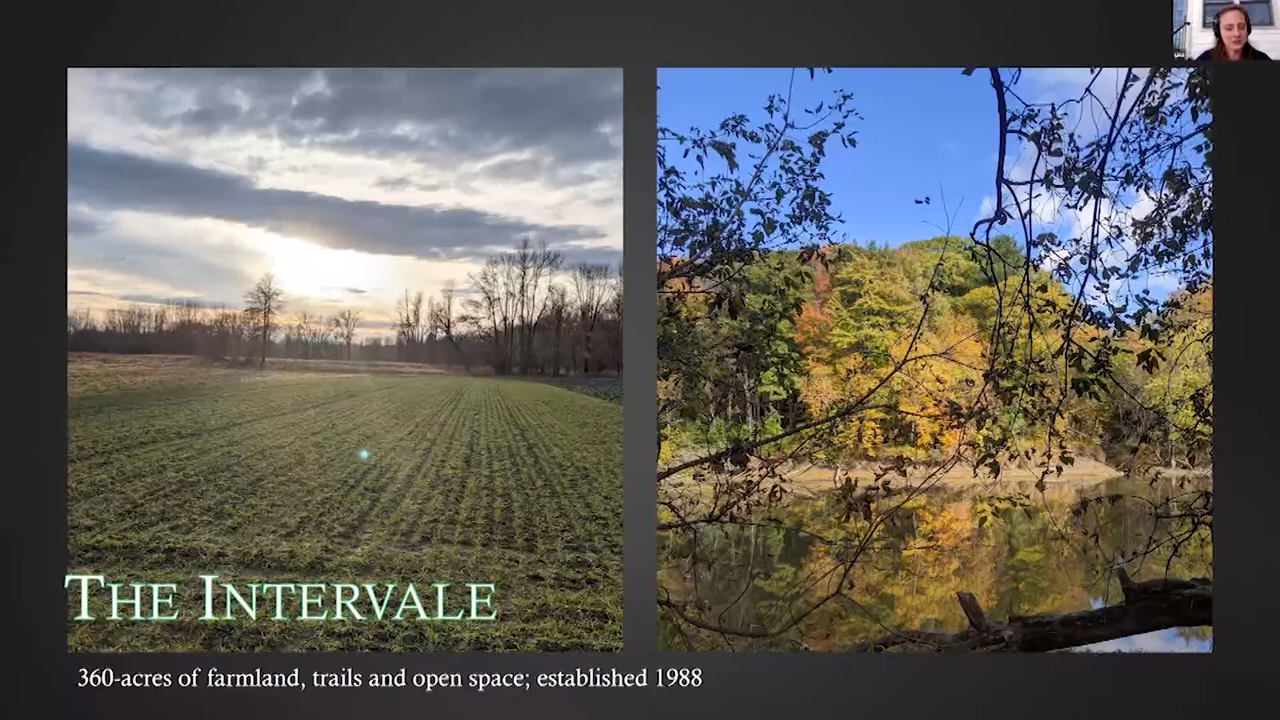 THE INTERVALE
360-acres of farmland, trails and open space; established 1988